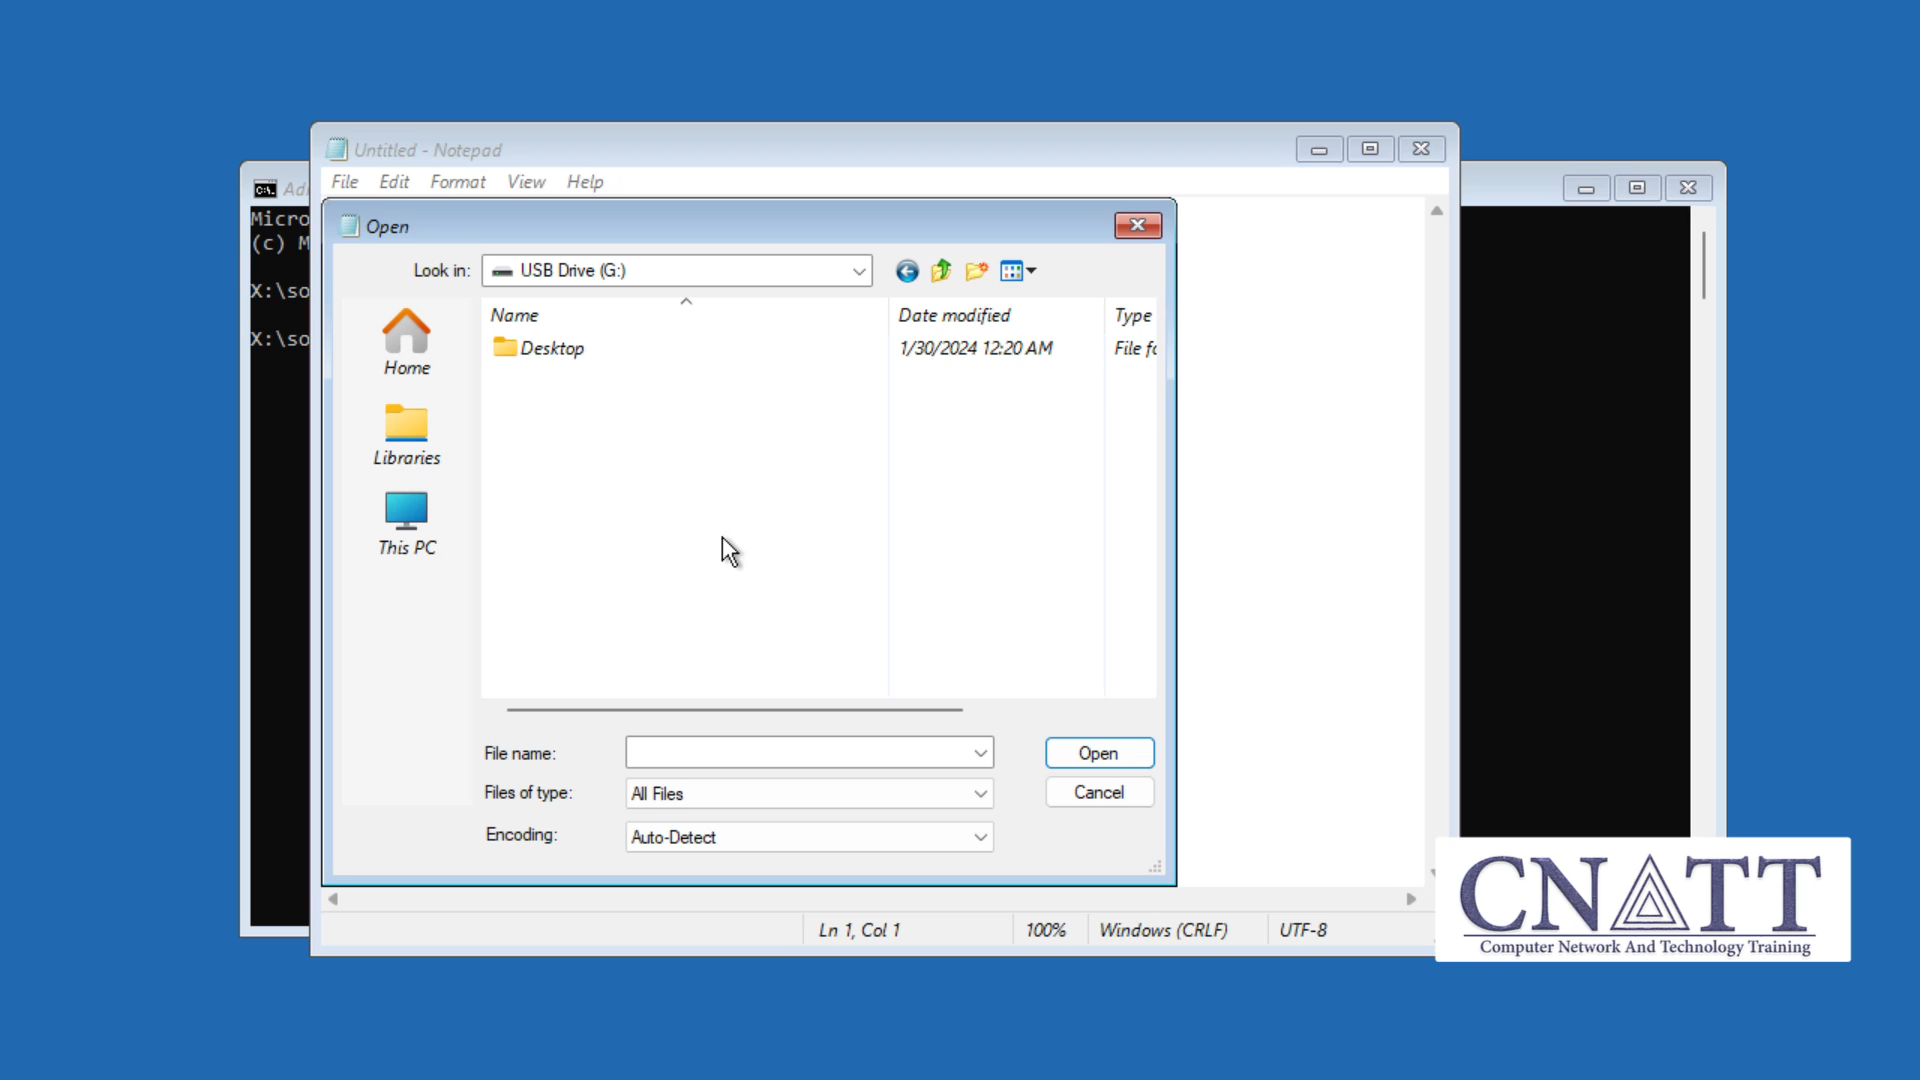 Untitled - Notepad
File Edit Format View Help
Micro
(c) M
X:\so
X:\so
Open
Look in: USB Drive (G:)
Name Date modified Type
Desktop 1/30/2024 12:20 AM File fo
Home
Libraries
This PC
File name: Open
Files of type: All Files Cancel
Encoding: Auto-Detect
Ln 1, Col 1 100% Windows (CRLF) UTF-8
CNATT
Computer Network And Technology Training